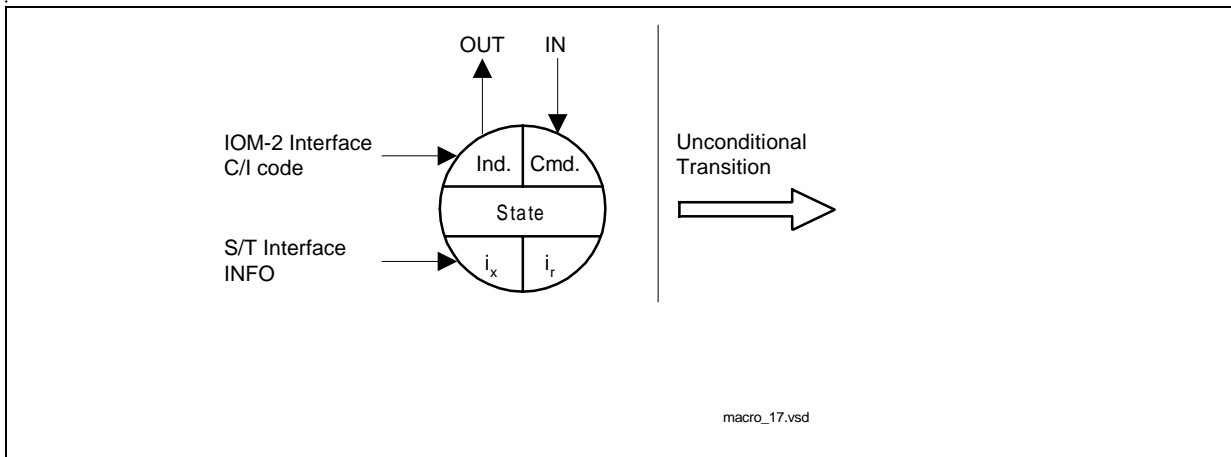 OUT IN
IOM-2 Interface
C/I code
Ind. Cmd.
Unconditional
Transition
State
S/T Interface
INFO
ix ir
macro_17.vsd